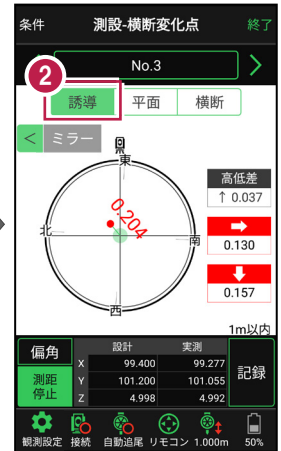 条件 測設-横断変化点 終了
No.3 >
2
誘導 平面 横断
< ミラー
東
高低差
↑ 0.037
0.204
北
南
0.130
0.157
西
1m以内
偏角
設計 実測
X 99.400 99.277
測距停止
Y 101.200 101.055
記録
Z 4.998 4.992
観測設定 接続 自動追尾 リモコン 1.000m 50%